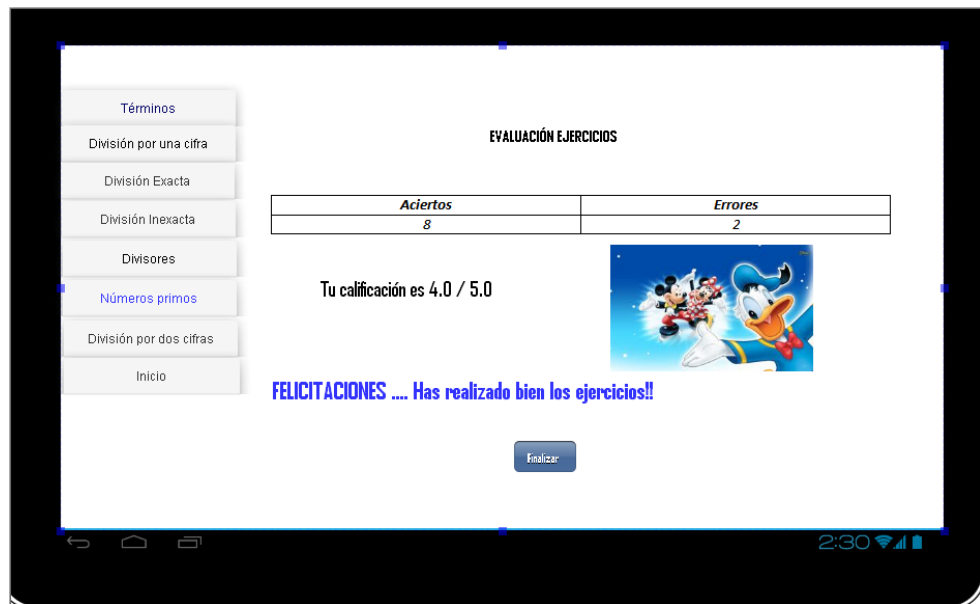 Términos
División por una cifra
División Exacta
División Inexacta
Divisores
Números primos
División por dos cifras
Inicio
EVALUACIÓN EJERCICIOS
Aciertos Errores
8 2
Tu calificación es 4.0 / 5.0
FELICITACIONES .... Has realizado bien los ejercicios!!
Finalizar
2:30